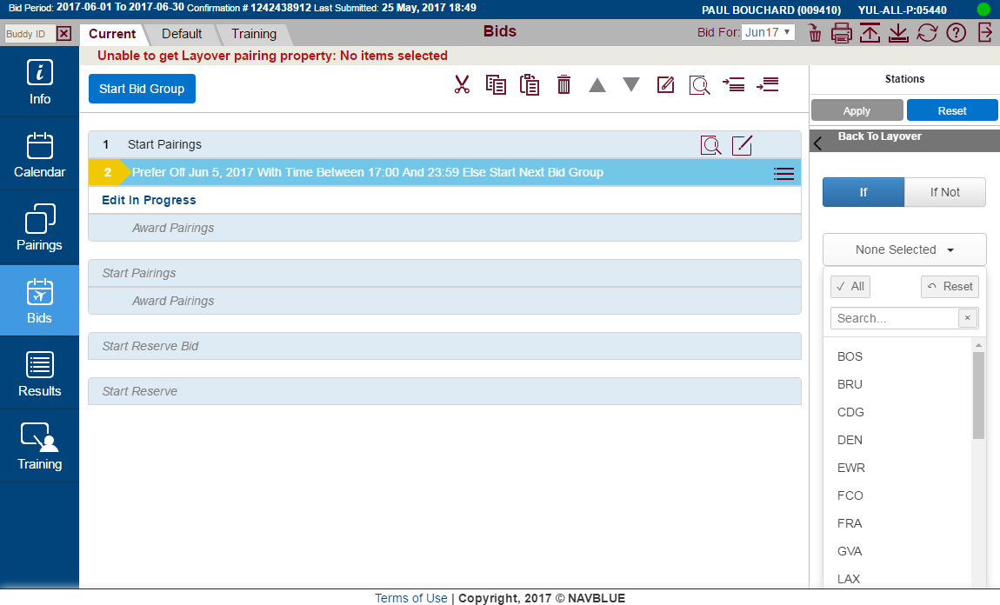 Bid Period: 2017-06-01 To 2017-06-30 Confirmation # 1242438912 Last Submitted: 25 May, 2017 18:49 PAUL BOUCHARD (009410) YUL-ALL-P:05440
Buddy ID Current Default Training Bids Bid For: Jun17
Unable to get Layover pairing property: No items selected
Info
Calendar
Pairings
Bids
Results
Training
Start Bid Group
1 Start Pairings
2 Prefer Off Jun 5, 2017 With Time Between 17:00 And 23:59 Else Start Next Bid Group
Edit In Progress
Award Pairings
Start Pairings
Award Pairings
Start Reserve Bid
Start Reserve
Stations
Apply Reset
Back To Layover
If If Not
None Selected
✓ All Reset
Search... ×
BOS
BRU
CDG
DEN
EWR
FCO
FRA
GVA
LAX
Terms of Use | Copyright, 2017 © NAVBLUE